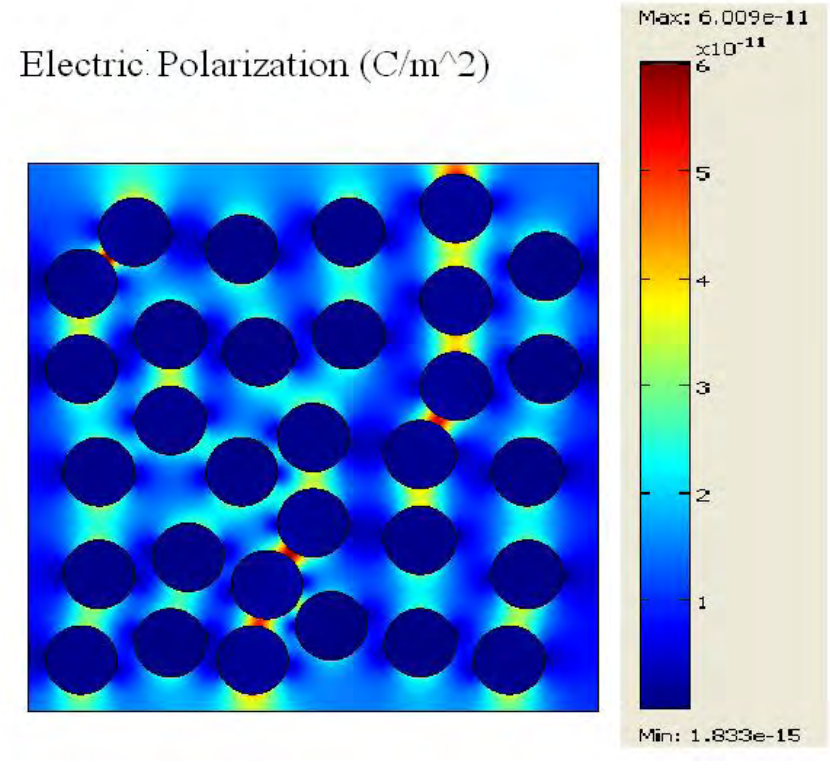 Max: 6.009e-11
x10-11
Electric Polarization (C/m^2)
6
5
4
3
2
1
Min: 1.833e-15